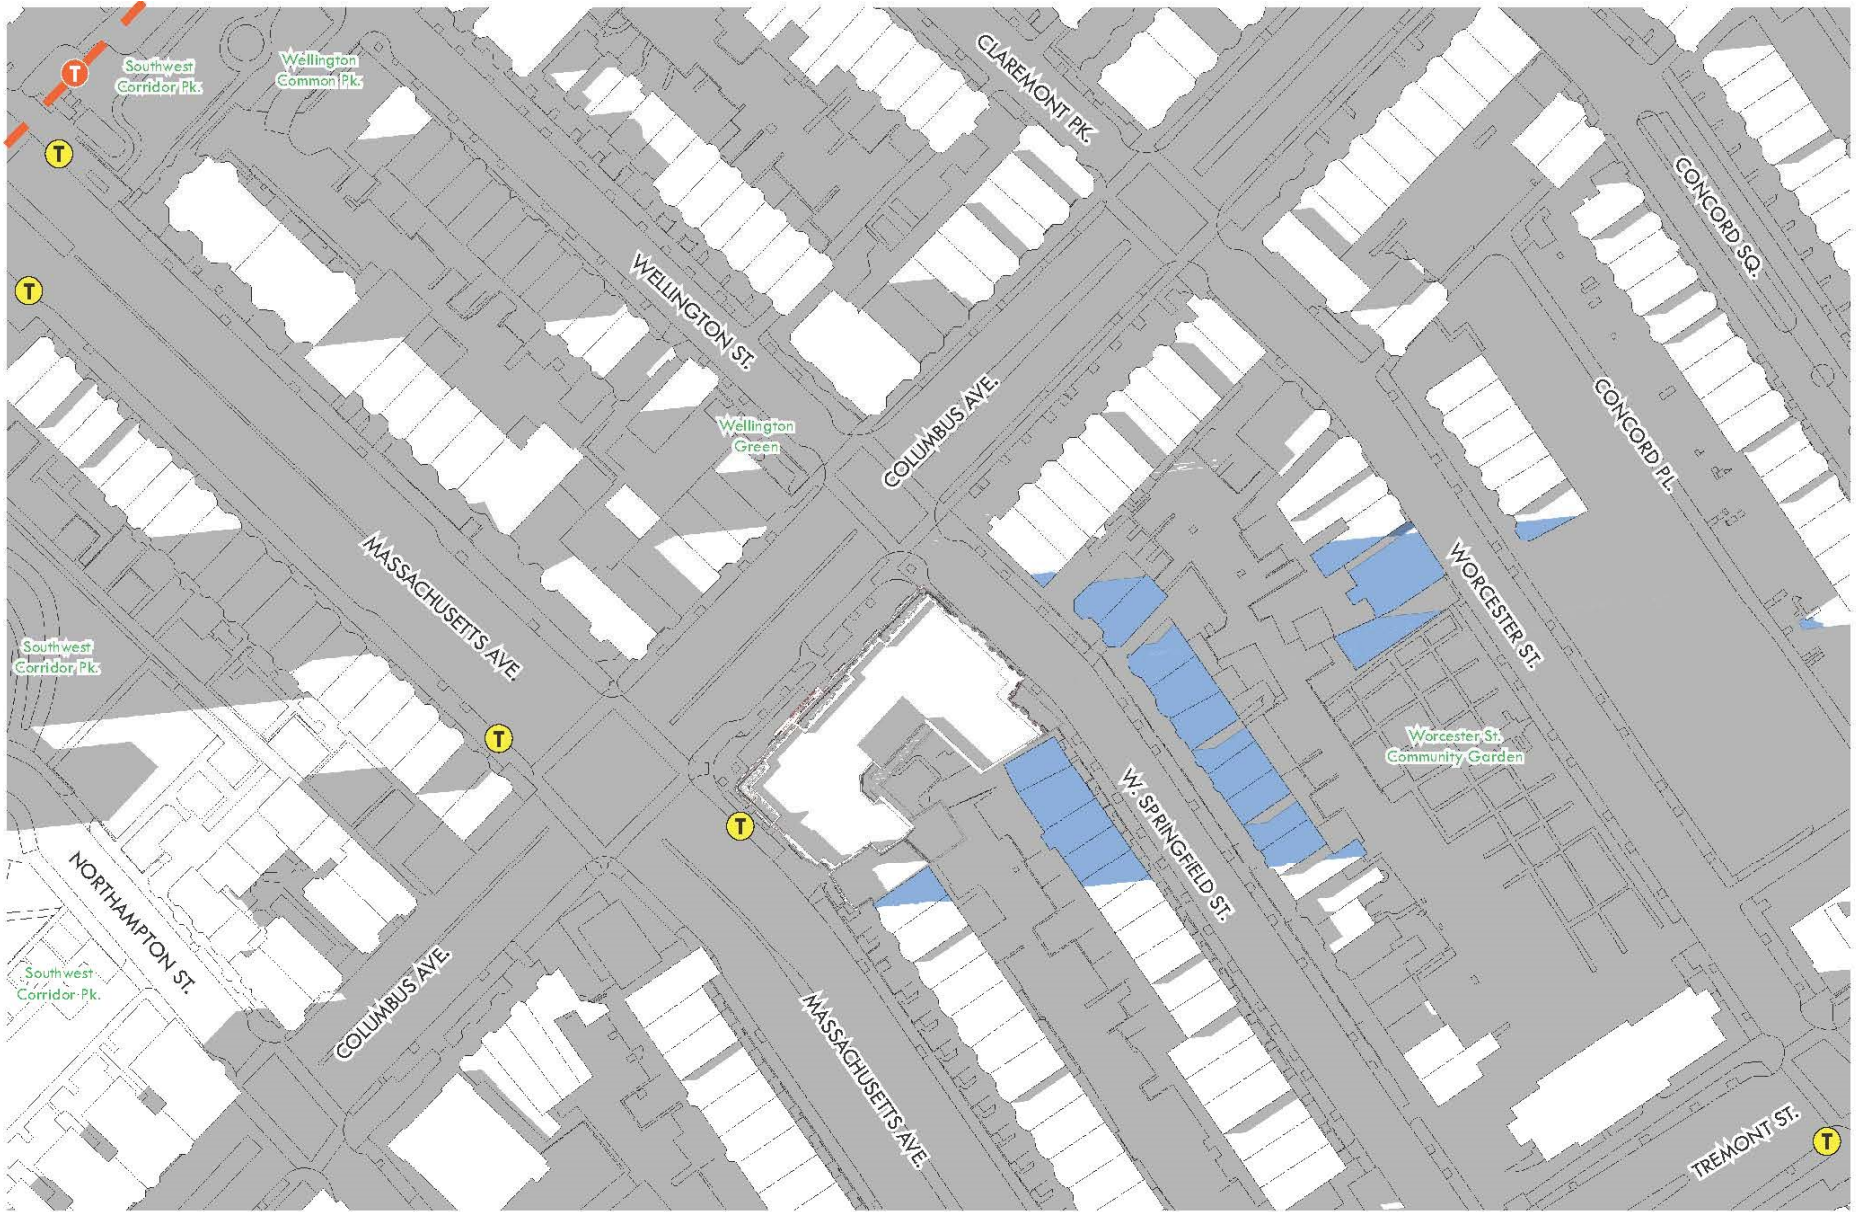 T
Southwest
Corridor Pk.
Wellington
Common Pk.
CLAREMONT PK.
T
CONCORD SQ.
T
WELLINGTON ST.
COLUMBUS AVE.
CONCORD PL.
Wellington
Green
MASSACHUSETTS AVE.
WORCESTER ST.
Southwest
Corridor Pk.
T
Worcester St.
Community Garden
T
W. SPRINGFIELD ST.
NORTHAMPTON ST.
Southwest
Corridor Pk.
COLUMBUS AVE.
MASSACHUSETTS AVE.
TREMONT ST.
T